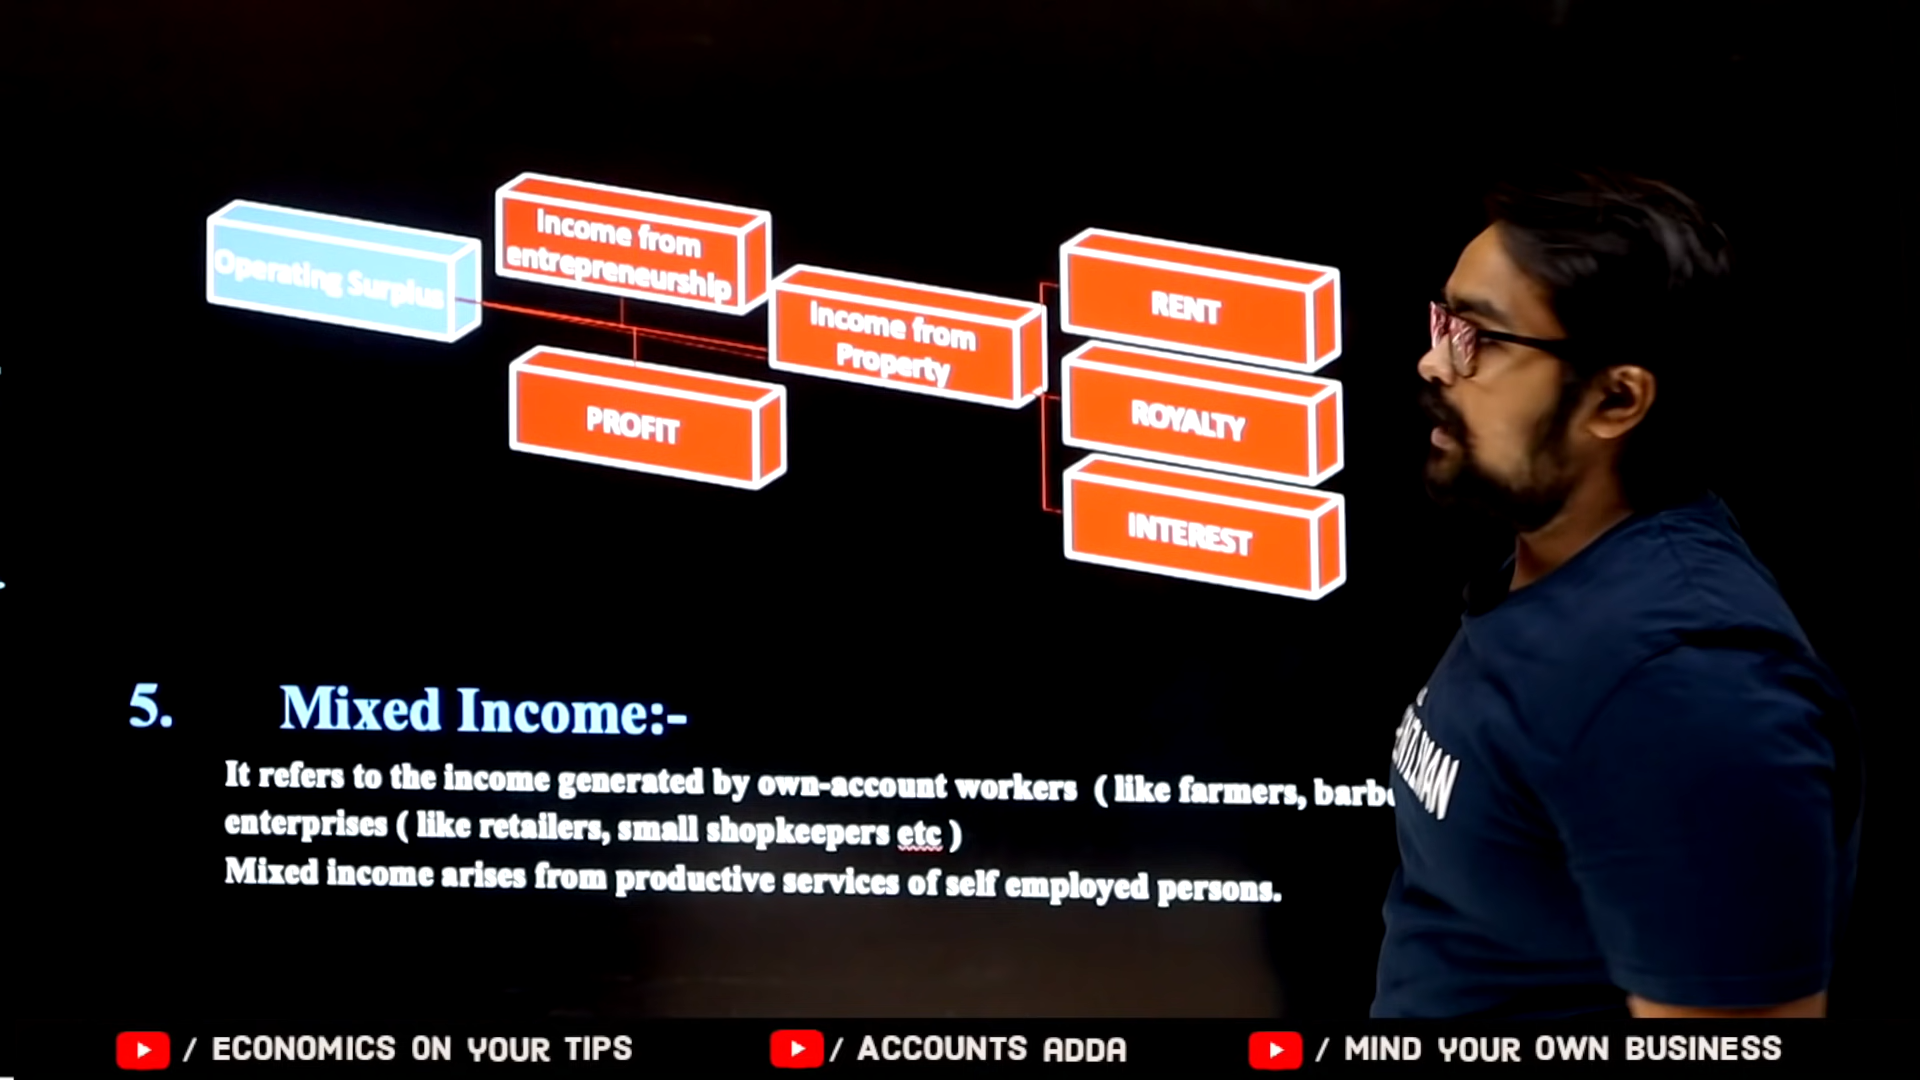 Operating Surplus
Income from
entrepreneurship
PROFIT
Income from
Property
RENT
ROYALTY
INTEREST
5. Mixed Income:-
It refers to the income generated by own-account workers ( like farmers,
enterprises ( like retailers, small shopkeepers etc )
Mixed income arises from productive services of self employed persons.
/ ECONOMICS ON YOUR TIPS
/ ACCOUNTS ADDA
/ MIND YOUR OWN BUSINESS